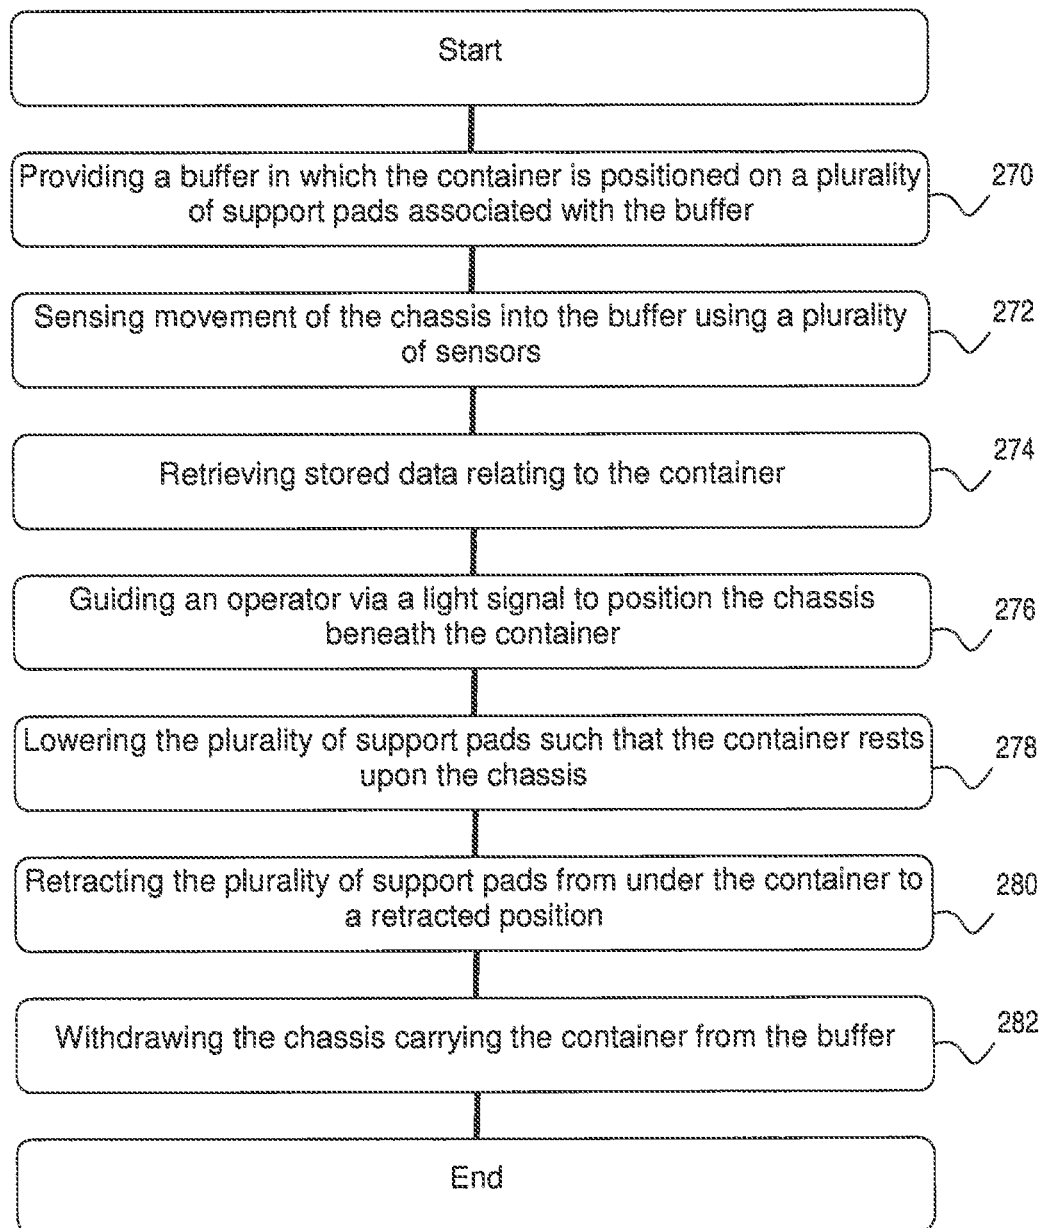 Start
Providing a buffer in which the container is positioned on a plurality
of support pads associated with the buffer
270
Sensing movement of the chassis into the buffer using a plurality
of sensors
272
Retrieving stored data relating to the container
274
Guiding an operator via a light signal to position the chassis
beneath the container
276
Lowering the plurality of support pads such that the container rests
upon the chassis
278
Retracting the plurality of support pads from under the container to
a retracted position
280
Withdrawing the chassis carrying the container from the buffer
282
End